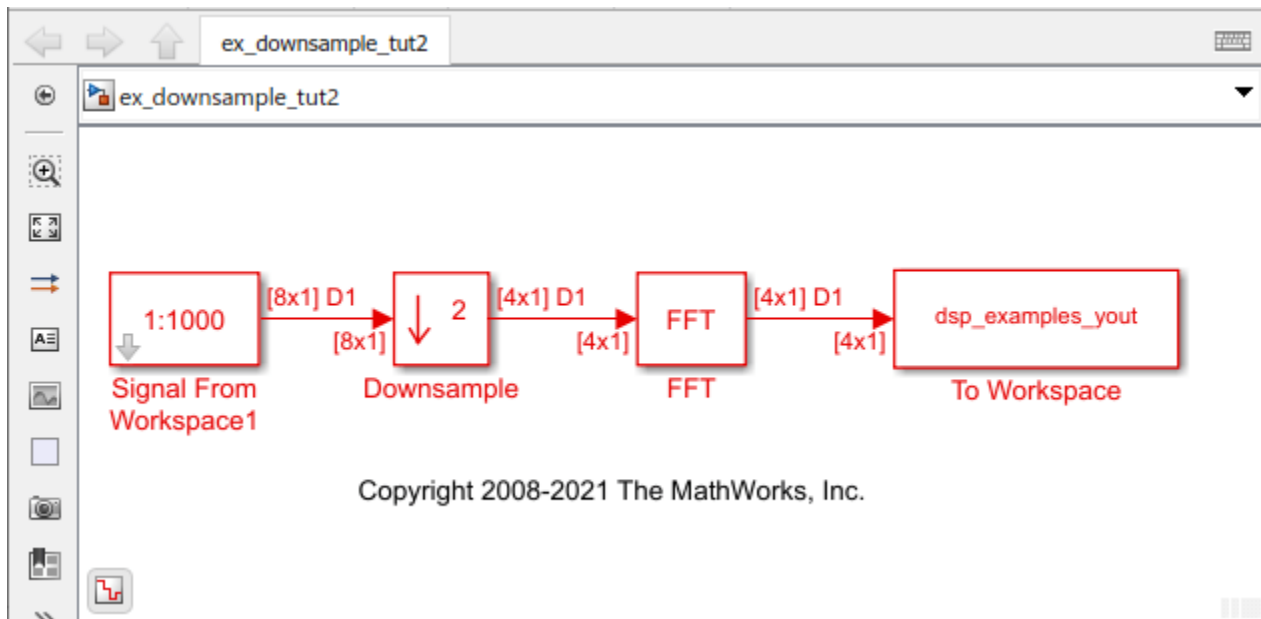 ex_downsample_tut2
ex_downsample_tut2
[8x1] D1
[4x1] D1
[4x1] D1
1:1000
2
FFT
dsp_examples_yout
[8x1]
[4x1]
[4x1]
Signal From
Workspace1
Downsample
FFT
To Workspace
Copyright 2008-2021 The MathWorks, Inc.
A